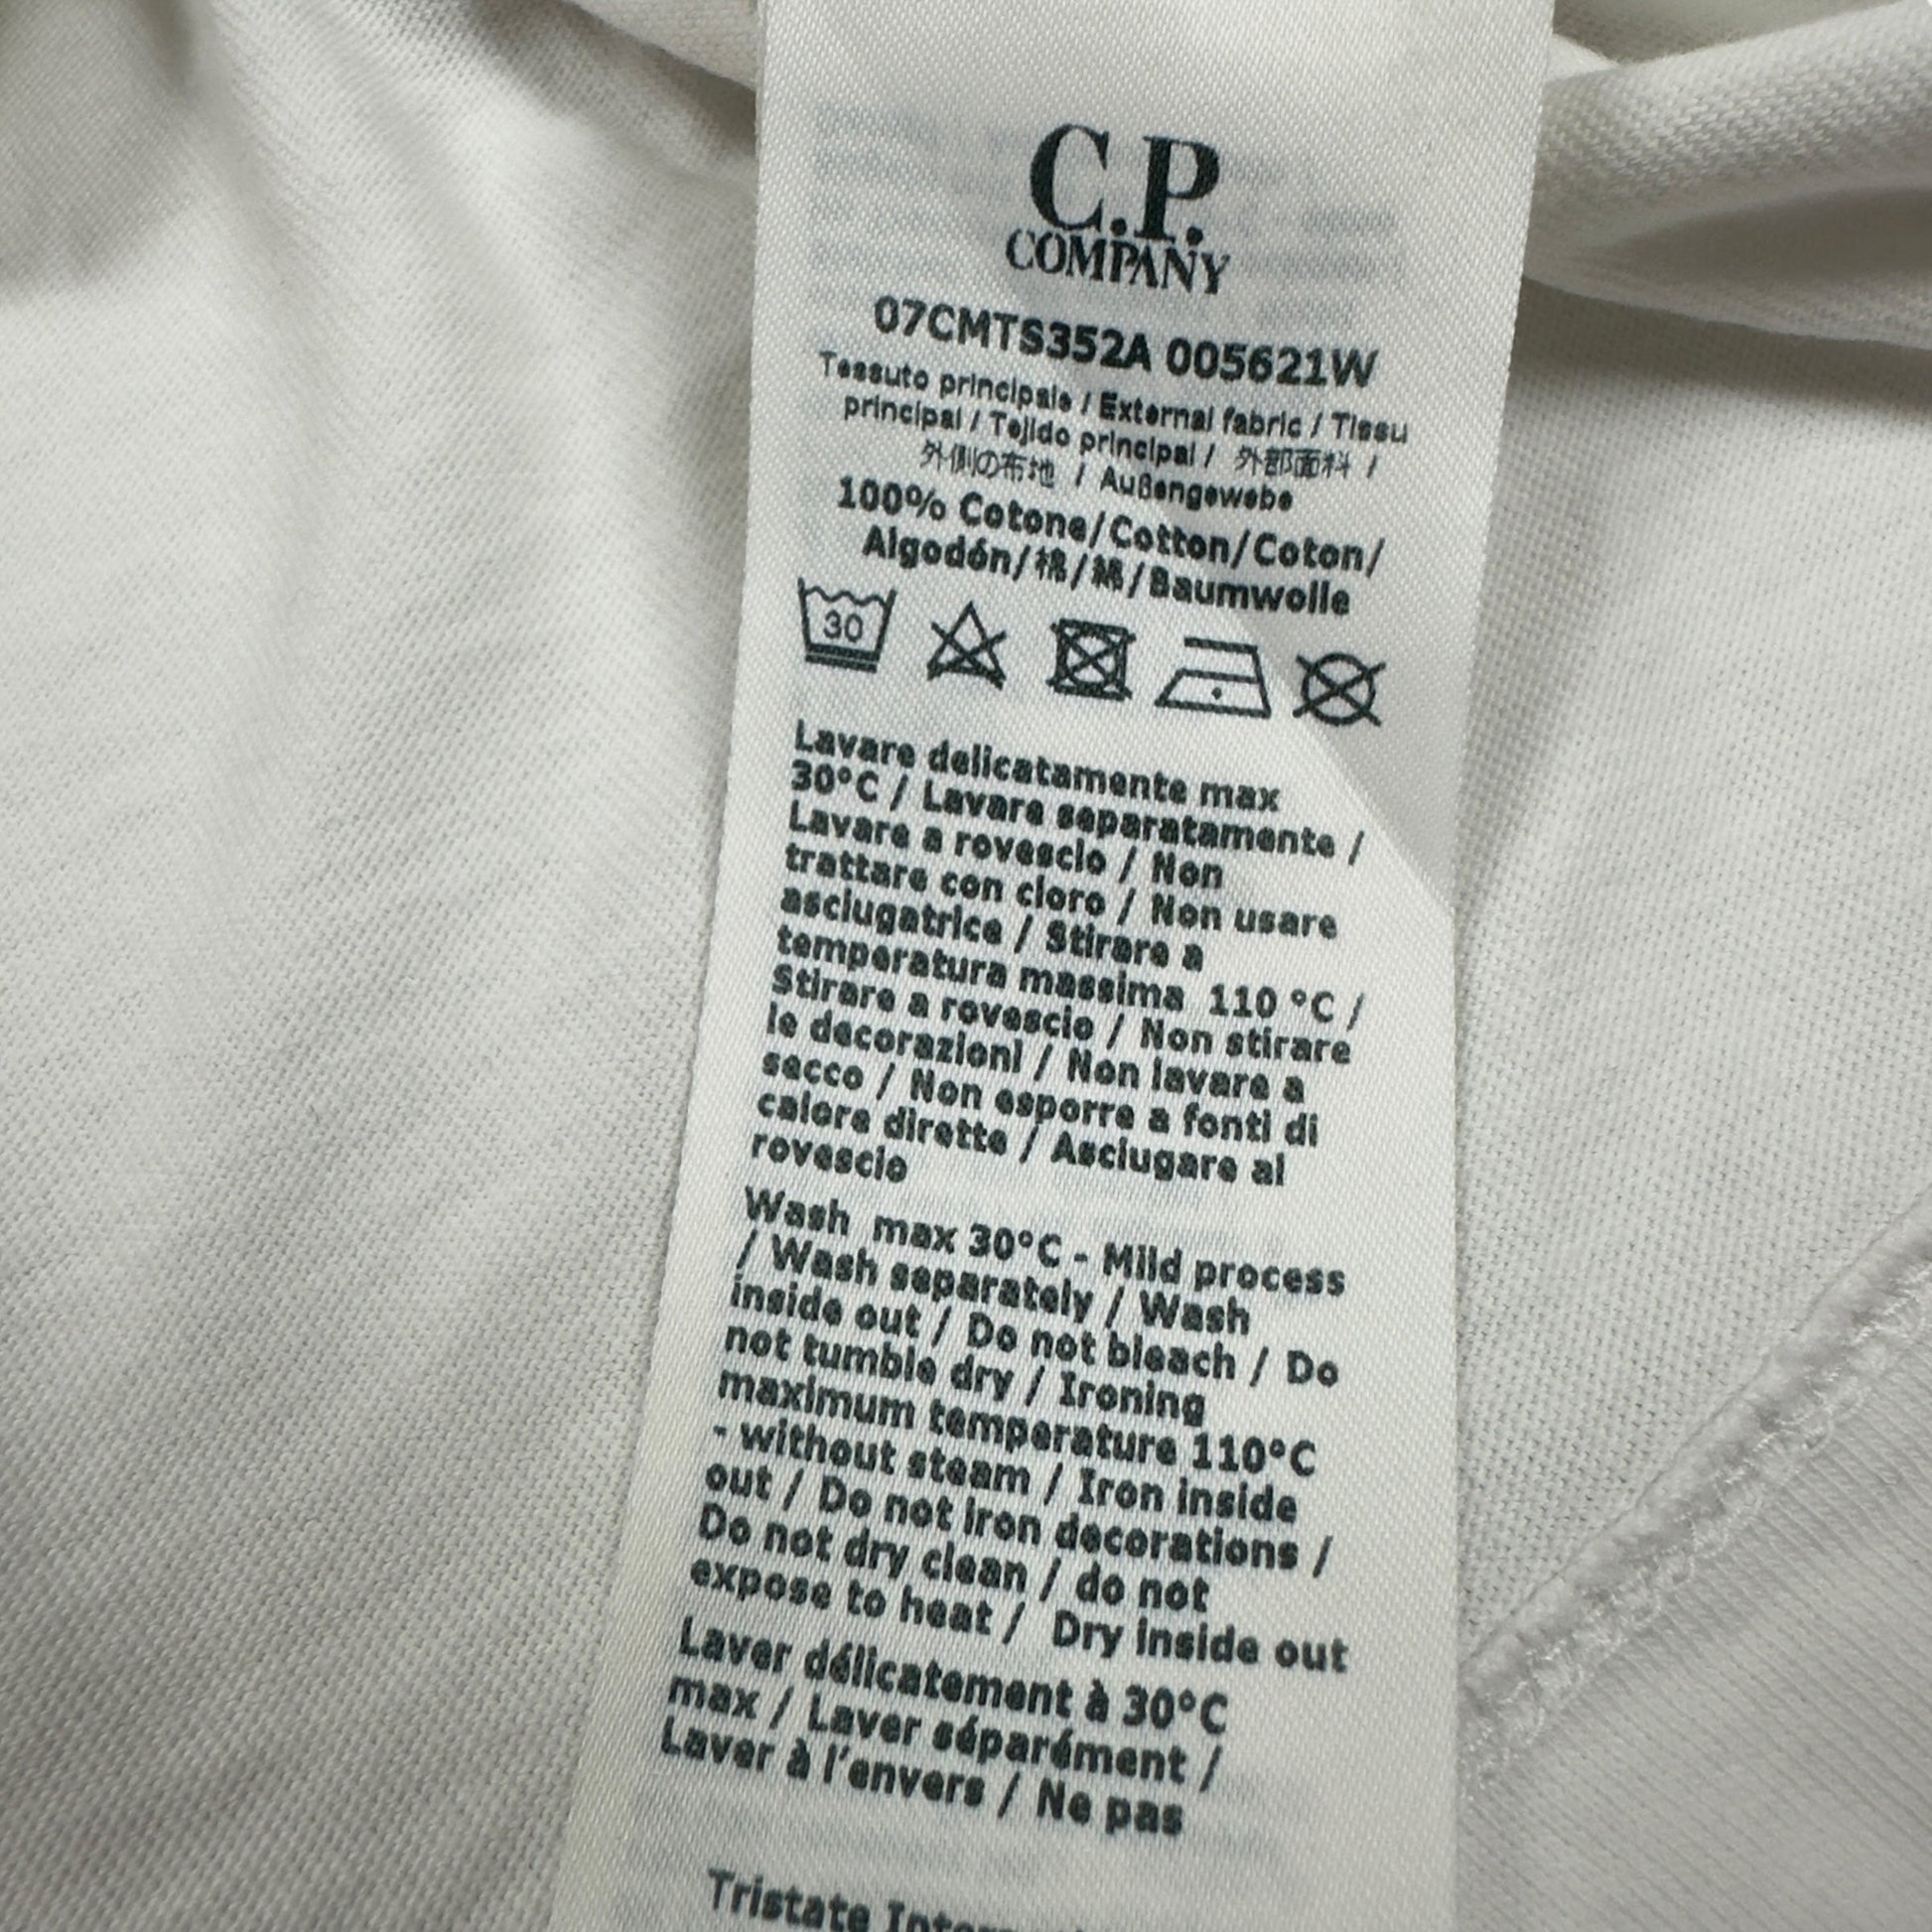 C.P.
COMPANY
07CMTS352A 005621W
Tessuto principale / External fabric / Tissu
principal / Tejido principal / 外部面料 /
外側の布地 / Außengewebe
100% Cotone/Cotton/Coton/
Algodón/棉/綿/Baumwolle
30
Lavare delicatamente max
30°C / Lavare separatamente /
Lavare a rovescio / Non
trattare con cloro / Non usare
asciugatrice / Stirare a
temperatura massima 110 °C /
Stirare a rovescio / Non stirare
le decorazioni / Non lavare a
secco / Non esporre a fonti di
calore dirette / Asciugare al
rovescio
Wash max 30°C - Mild process
/ Wash separately / Wash
inside out / Do not bleach / Do
not tumble dry / Ironing
maximum temperature 110°C
- without steam / Iron inside
out / Do not iron decorations /
Do not dry clean / do not
expose to heat / Dry inside out
Laver délicatement à 30°C
max / Laver séparément /
Laver à l'envers / Ne pas
Tristate